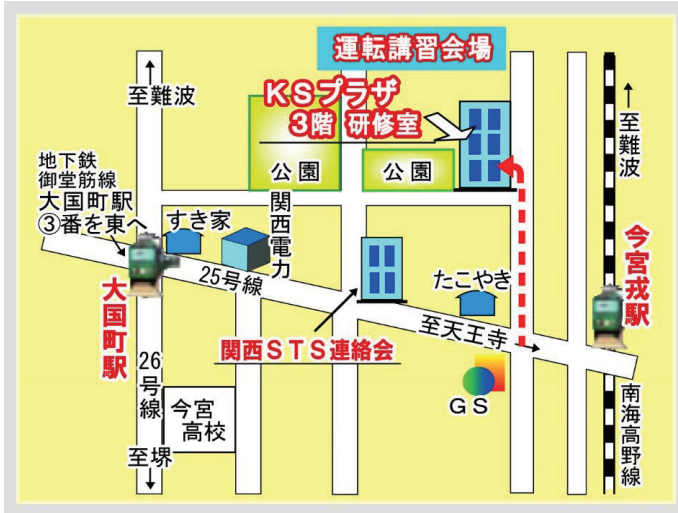 運転講習会場
KSプラザ
3階 研修室
至難波
公園
公園
至難波
地下鉄
御堂筋線
大国町駅
③番を東へ
すき家
関西電力
25号線
たこやき
今宮戎駅
大国町駅
関西STS連絡会
至天王寺
GS
26号線
今宮
高校
至堺
南海高野線